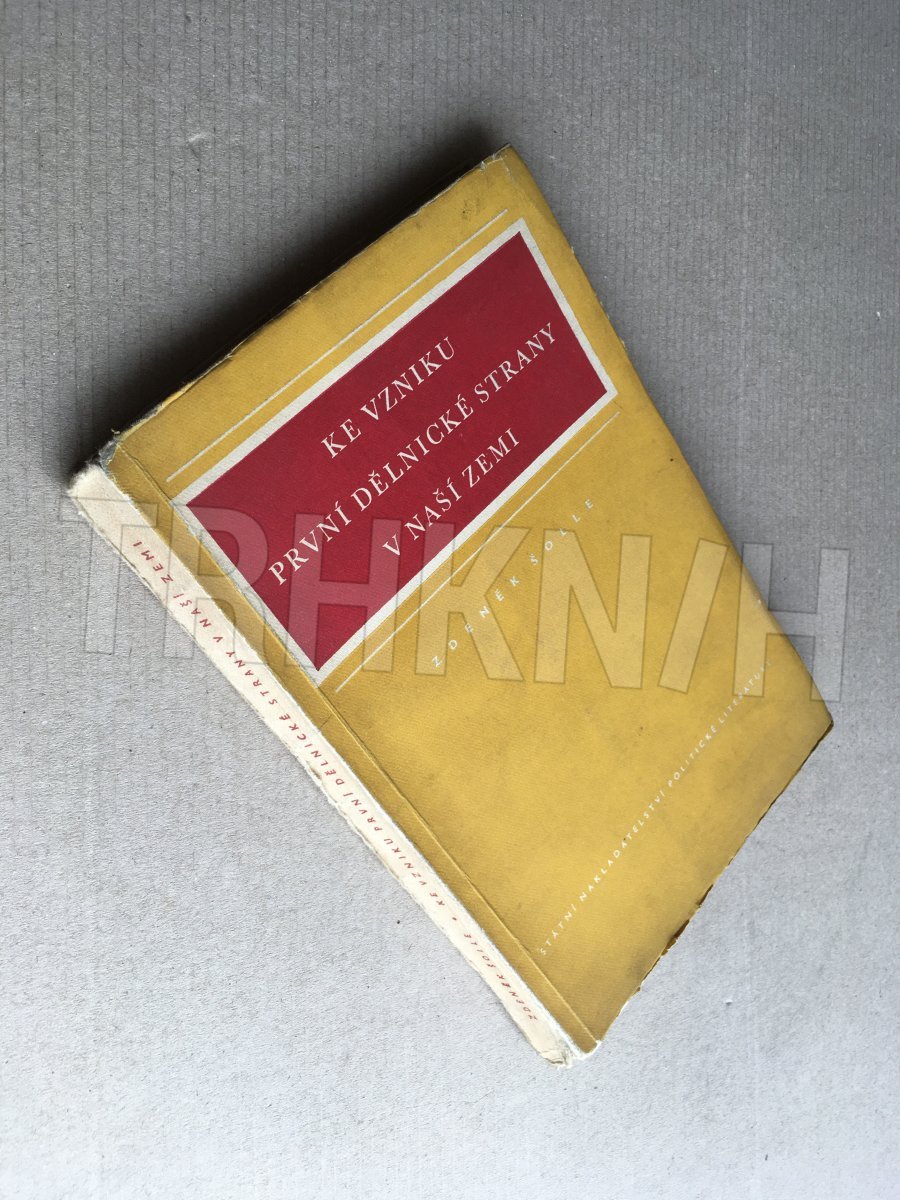 KE VZNIKU
PRVNÍ DĚLNICKÉ STRANY
V NAŠÍ ZEMI
ZDENĚK ŠOLLE
STÁTNÍ NAKLADATELSTVÍ POLITICKÉ LITERATURY
ZDENĚK ŠOLLE • KE VZNIKU PRVNÍ DĚLNICKÉ STRANY V NAŠÍ ZEMI
TRHKNIH